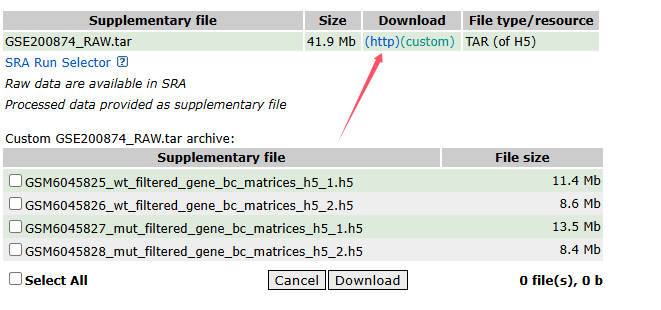 Supplementary file Size Download File type/resource
GSE200874_RAW.tar 41.9 Mb (http)(custom) TAR (of H5)
SRA Run Selector ?
Raw data are available in SRA
Processed data provided as supplementary file
Custom GSE200874_RAW.tar archive:
Supplementary file File size
GSM6045825_wt_filtered_gene_bc_matrices_h5_1.h5 11.4 Mb
GSM6045826_wt_filtered_gene_bc_matrices_h5_2.h5 8.6 Mb
GSM6045827_mut_filtered_gene_bc_matrices_h5_1.h5 13.5 Mb
GSM6045828_mut_filtered_gene_bc_matrices_h5_2.h5 8.4 Mb
Select All Cancel Download 0 file(s), 0 b